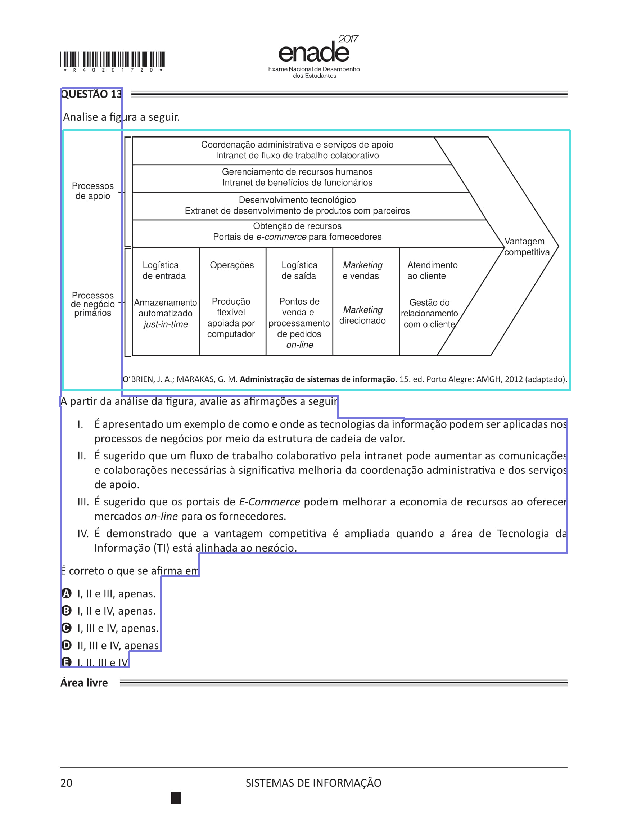 *R4020172D*
enade 2017
Exame Nacional de Desempenho
dos Estudantes
QUESTÃO 13
Analise a figura a seguir.
Processos
de apoio
Coordenação administrativa e serviços de apoio
Intranet de fluxo de trabalho colaborativo
Gerenciamento de recursos humanos
Intranet de benefícios de funcionários
Desenvolvimento tecnológico
Extranet de desenvolvimento de produtos com parceiros
Obtenção de recursos
Portais de e-commerce para fornecedores
Vantagem
competitiva
Processos
de negócio
primários
Logística
de entrada
Armazenamento
automatizado
just-in-time
Operações
Produção
flexível
apoiada por
computador
Logística
de saída
Pontos de
venda e
processamento
de pedidos
on-line
Marketing
e vendas
Marketing
direcionado
Atendimento
ao cliente
Gestão do
relacionamento
com o cliente
O'BRIEN, J. A.; MARAKAS, G. M. Administração de sistemas de informação. 15. ed. Porto Alegre: AMGH, 2012 (adaptado).
A partir da análise da figura, avalie as afirmações a seguir
I. É apresentado um exemplo de como e onde as tecnologias da informação podem ser aplicadas nos
processos de negócios por meio da estrutura de cadeia de valor.
II. É sugerido que um fluxo de trabalho colaborativo pela intranet pode aumentar as comunicações
e colaborações necessárias à significativa melhoria da coordenação administrativa e dos serviços
de apoio.
III. É sugerido que os portais de E-Commerce podem melhorar a economia de recursos ao oferecer
mercados on-line para os fornecedores.
IV. É demonstrado que a vantagem competitiva é ampliada quando a área de Tecnologia da
Informação (TI) está alinhada ao negócio.
É correto o que se afirma em
A I, II e III, apenas.
B I, II e IV, apenas.
C I, III e IV, apenas.
D II, III e IV, apenas
E I, II, III e IV
Área livre
20
SISTEMAS DE INFORMAÇÃO